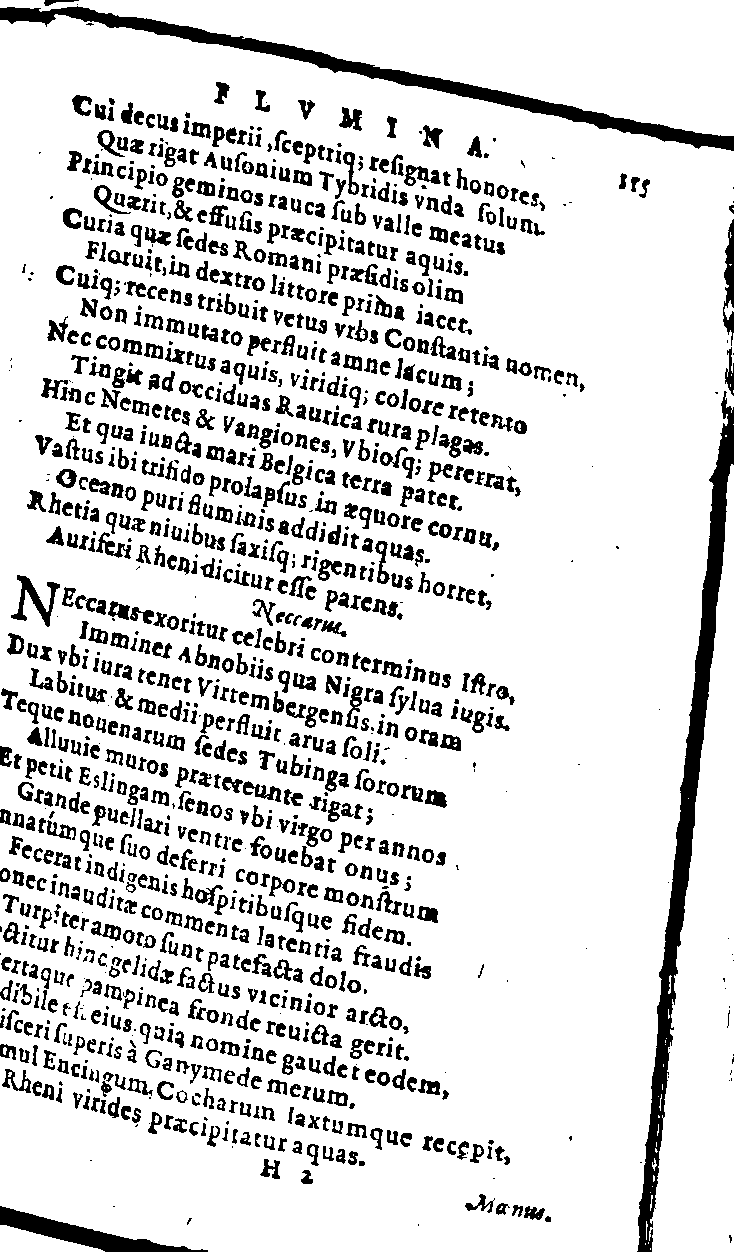 FLVMINA. 115
Cui decus imperii, ſceptriq; reſignat honores,
Quæ rigat Auſonium Tybridis vnda ſolum.
Principio geminos rauca ſub valle meatus
Quærit, & effuſis præcipitatur aquis.
Curia quæ ſedes Romani præſidis olim
Floruit, in dextro littore prima iacet.
Cuiq; recens tribuit vetus vrbs Conſtantia nomen,
Non immutato perfluit amne lacum;
Nec commixtus aquis, viridiq; colore retento
Tingit ad occiduas Raurica rura plagas.
Hinc Nemetes & Vangiones, Vbioſq; pererrat,
Et qua iuncta mari Belgica terra patet.
Vaſtus ibi trifido prolapſus in æquore cornu,
Oceano puri fluminis addidit aquas.
Rhetia quæ niuibus ſaxiſq; rigentibus horret,
Auriferi Rheni dicitur eſſe parens.
Neccarus.
NEccarus exoritur celebri conterminus Iſtro,
Imminet Abnobiis qua Nigra ſylua iugis.
Dux vbi iura tenet Virtembergenſis, in oram
Labitur & medii perfluit arua ſoli.
Teque nouenarum ſedes Tubinga ſororum
Alluuie muros prætereunte rigat;
Et petit Eslingam, ſenos vbi virgo per annos
Grande puellari ventre fouebat onus;
nnatúmque ſuo deferri corpore monſtrum
Fecerat indigenis hoſpitibuſque fidem.
onec inauditæ commenta latentia fraudis
Turpiter amoto ſunt patefacta dolo.
ectitur hinc gelidæ factus vicinior arcto,
ertaque pampinea fronde reuicta gerit.
dibile eſt eius quia nomine gaudet eodem,
iſceri ſuperis à Ganymede merum.
mul Encingum, Cocharum Iaxtumque recepit,
Rheni virides præcipitatur aquas.
H 2
Manus.